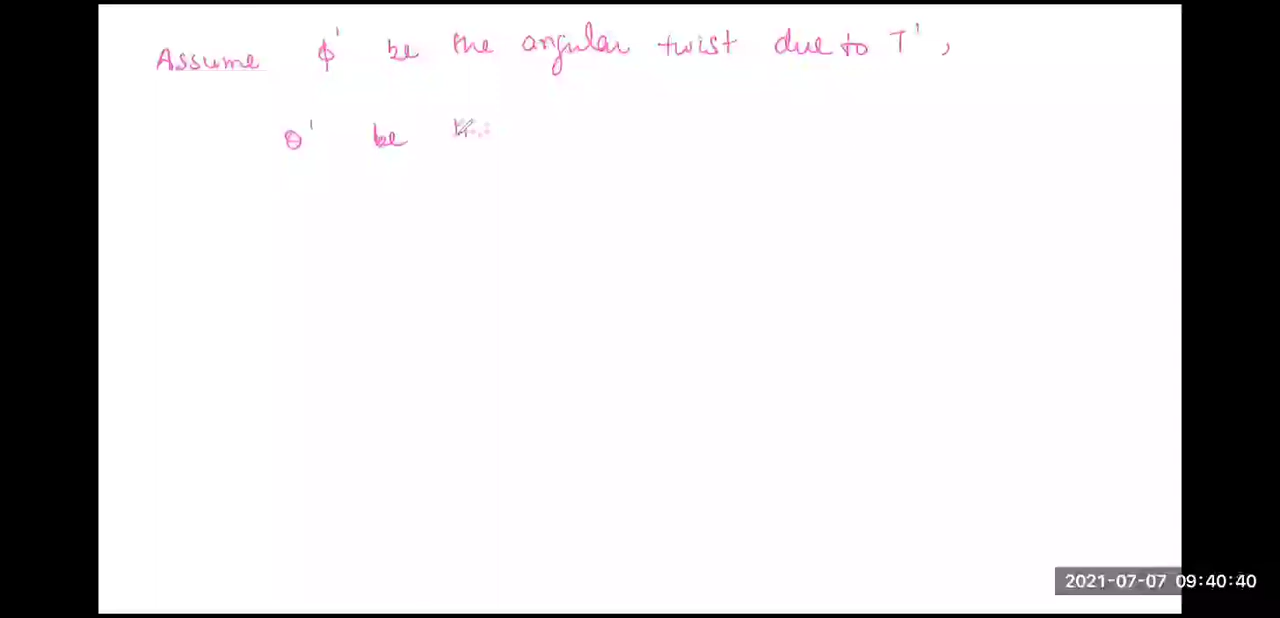 Assume ϕ' be the angular twist due to T',
θ' be
2021-07-07 09:40:40